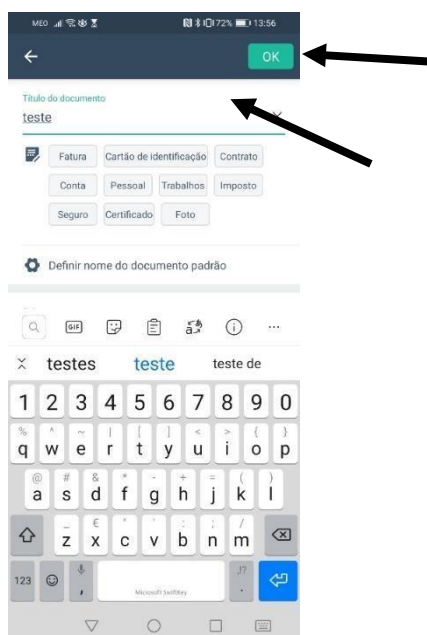 MEO 72% 13:56
OK
Título do documento
teste
Fatura Cartão de identificação Contrato
Conta Pessoal Trabalhos Imposto
Seguro Certificado Foto
Definir nome do documento padrão
GIF
testes teste teste de
1 2 3 4 5 6 7 8 9 0
% ^ ~ | [ ] < > { }
q w e r t y u i o p
@ # & * - + = ( )
a s d f g h j k l
_ € " ' : ; /
z x c v b n m
123 , Microsoft SwiftKey ,!? .